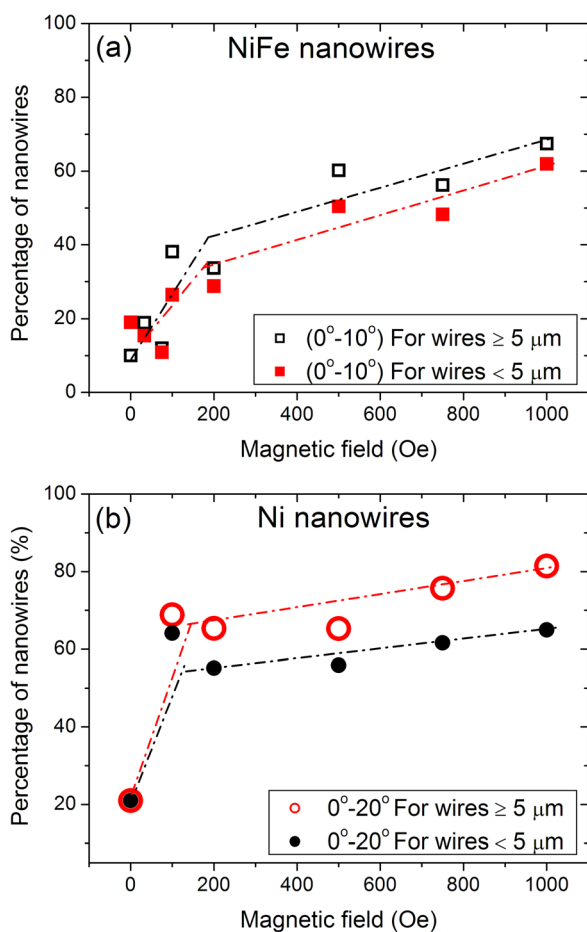 (a) NiFe nanowires
Percentage of nanowires
100
80
60
40
20
0
(0°-10°) For wires ≥ 5 μm
(0°-10°) For wires < 5 μm
0 200 400 600 800 1000
Magnetic field (Oe)
(b) Ni nanowires
Percentage of nanowires (%)
100
80
60
40
20
0°-20° For wires ≥ 5 μm
0°-20° For wires < 5 μm
0 200 400 600 800 1000
Magnetic field (Oe)